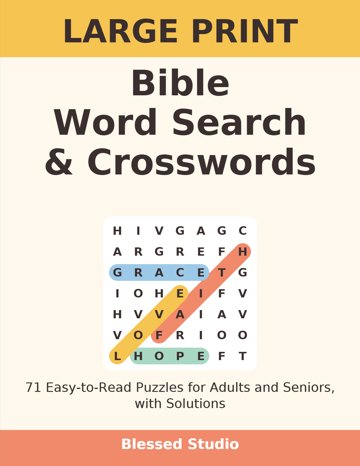 LARGE PRINT
Bible
Word Search
& Crosswords
H I V G A G C
A R G R E F H
G R A C E T G
I O H E I F V
H V V A I A V
V O F R I O O
L H O P E F T
71 Easy-to-Read Puzzles for Adults and Seniors,
with Solutions
Blessed Studio